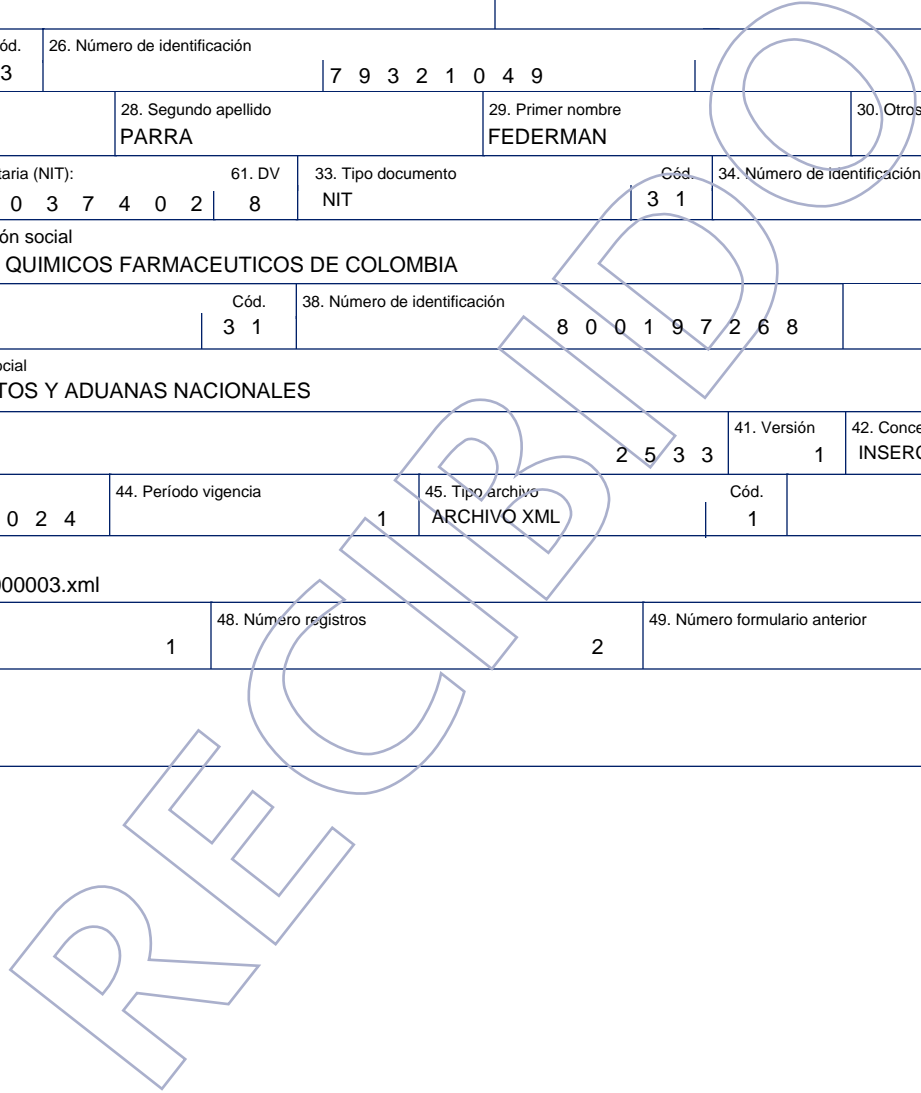 ód. 26. Número de identificación
3 7 9 3 2 1 0 4 9
28. Segundo apellido 29. Primer nombre 30. Otros
PARRA FEDERMAN
taria (NIT): 61. DV 33. Tipo documento Cód. 34. Número de identificación
0 3 7 4 0 2 8 NIT 3 1
ón social
QUIMICOS FARMACEUTICOS DE COLOMBIA
Cód. 38. Número de identificación
3 1 8 0 0 1 9 7 2 6 8
ocial
TOS Y ADUANAS NACIONALES
41. Versión 42. Conce
2 5 3 3 1 INSERC
44. Período vigencia 45. Tipo archivo Cód.
0 2 4 1 ARCHIVO XML 1
000003.xml
48. Número registros 49. Número formulario anterior
1 2
RECIBIDO